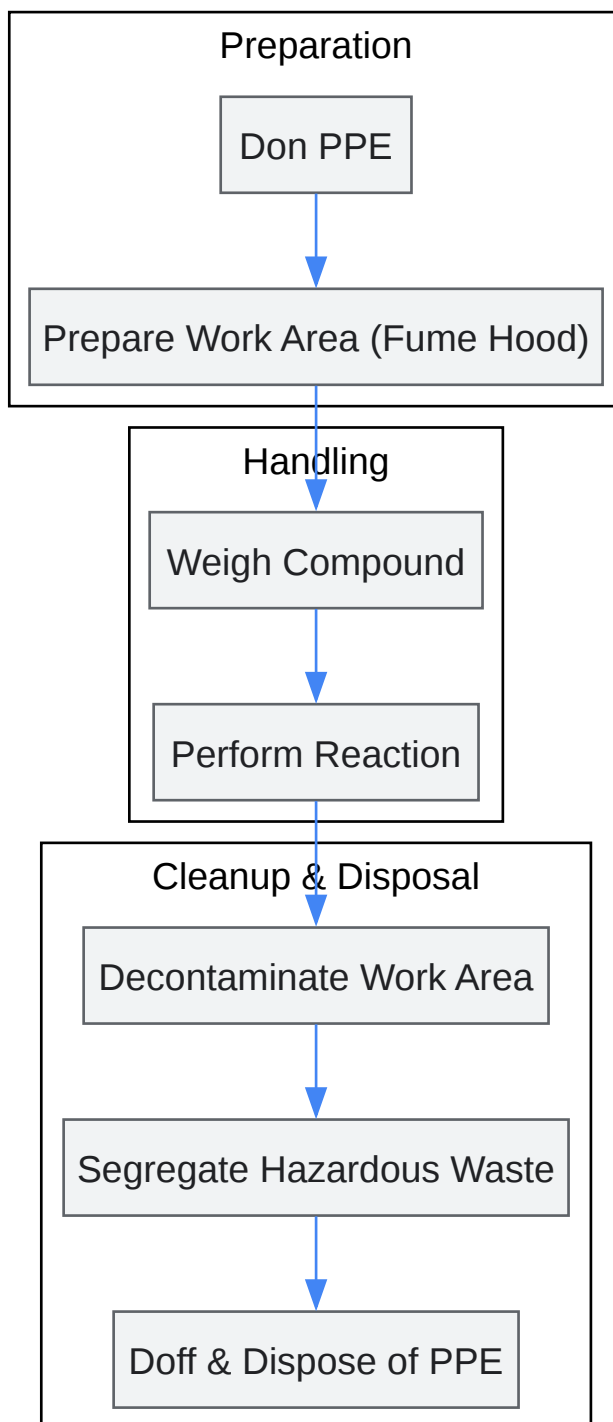 Preparation
Don PPE
Prepare Work Area (Fume Hood)
Handling
Weigh Compound
Perform Reaction
Cleanup & Disposal
Decontaminate Work Area
Segregate Hazardous Waste
Doff & Dispose of PPE